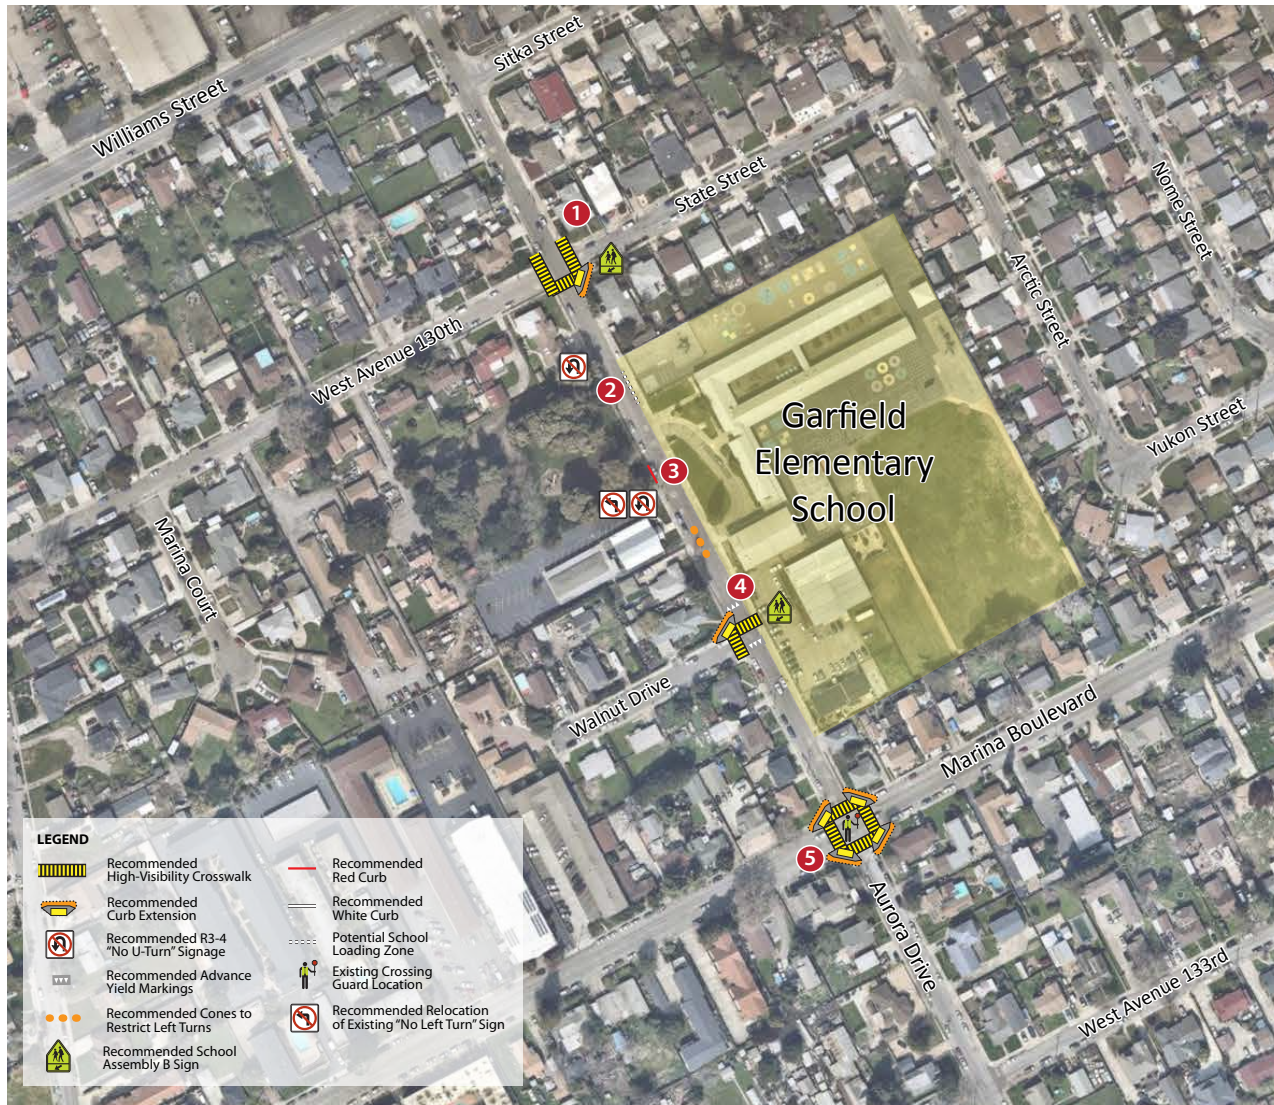 Sitka Street
Williams Street
State Street
Nome Street
1
Arctic Street
West Avenue 130th
2
Garfield
Elementary
School
Yukon Street
3
Marina Court
4
Walnut Drive
Marina Boulevard
5
Aurora Drive
West Avenue 133rd
LEGEND
Recommended
High-Visibility Crosswalk
Recommended
Curb Extension
Recommended R3-4
“No U-Turn” Signage
Recommended Advance
Yield Markings
Recommended Cones to
Restrict Left Turns
Recommended School
Assembly B Sign
Recommended
Red Curb
Recommended
White Curb
Potential School
Loading Zone
Existing Crossing
Guard Location
Recommended Relocation
of Existing “No Left Turn” Sign